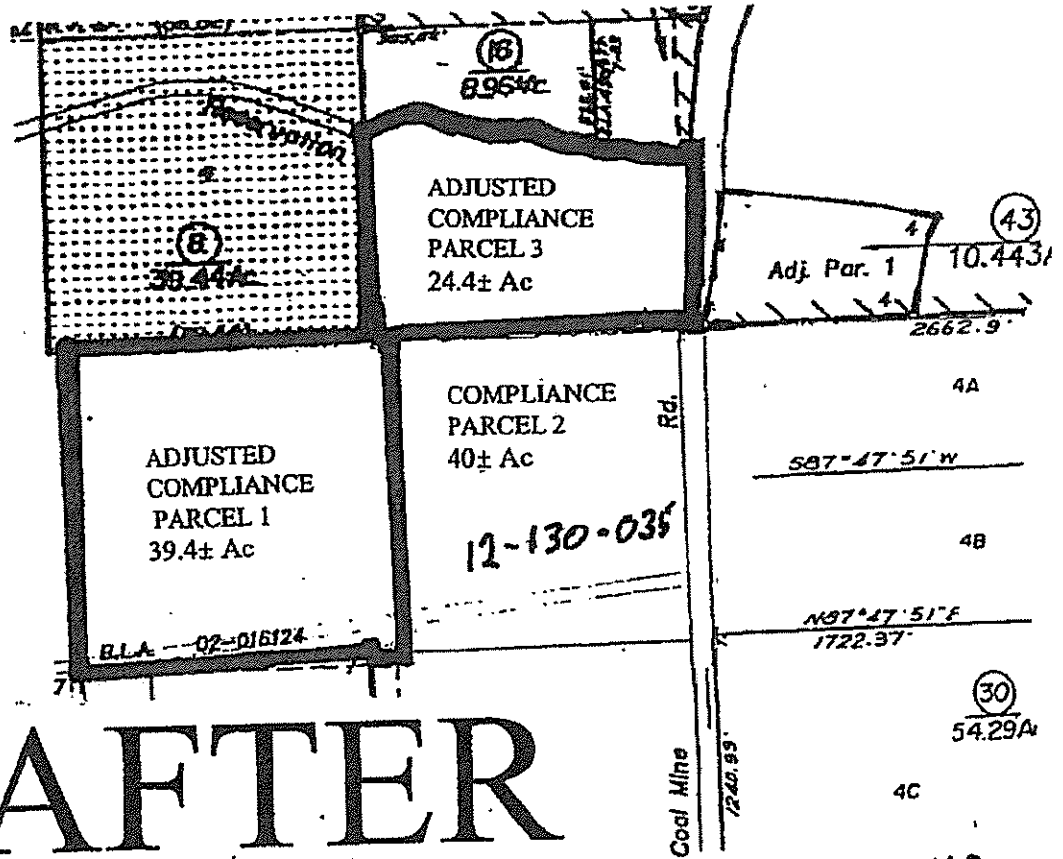 16
8.96±Ac
Reservation
8
39.44Ac
ADJUSTED
COMPLIANCE
PARCEL 3
24.4± Ac
Adj. Par. 1
4
4
43
10.443A
2662.9'
4A
COMPLIANCE
PARCEL 2
40± Ac
Rd.
S87°47'51"W
ADJUSTED
COMPLIANCE
PARCEL 1
39.4± Ac
12-130-035
4B
N87°47'51"E
1722.37'
B.L.A. 02-016124
7
30
54.29A
AFTER
Coal Mine
1240.99'
4C